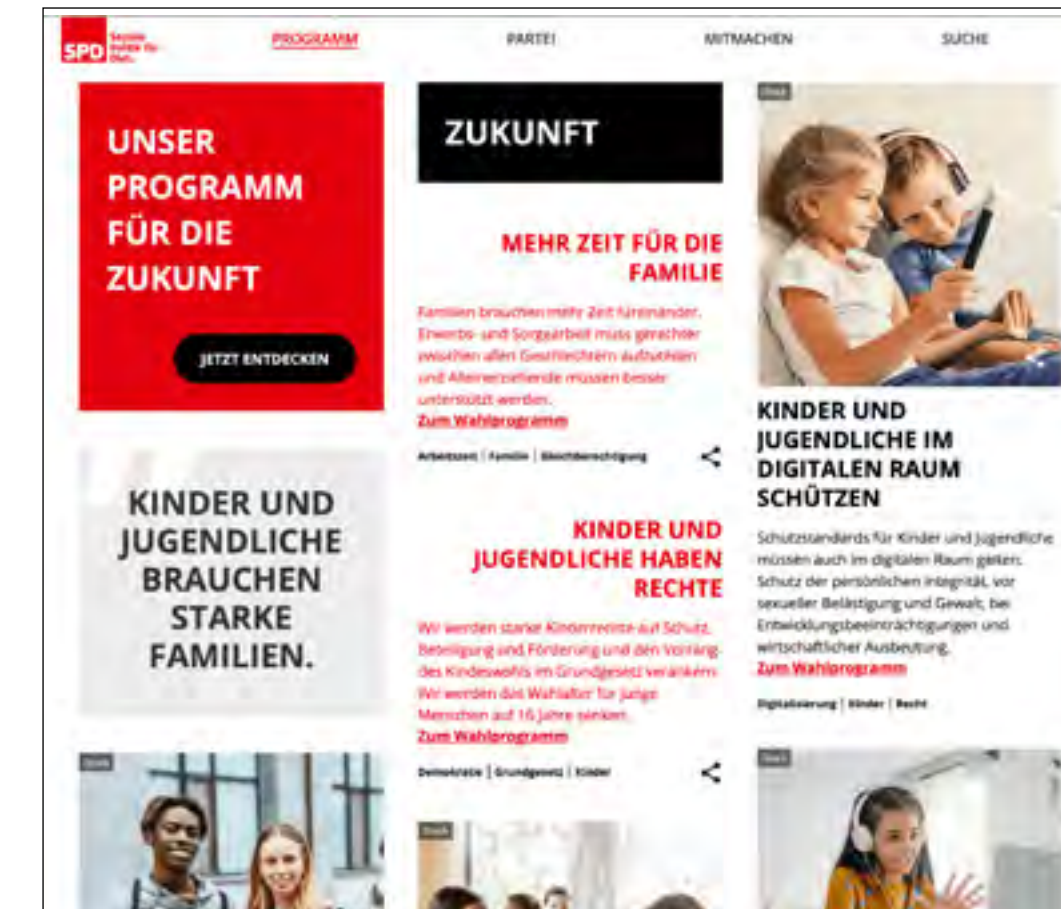 SPD
Soziale
Politik für
Dich.
PROGRAMM
PARTEI
MITMACHEN
SUCHE
UNSER
PROGRAMM
FÜR DIE
ZUKUNFT
JETZT ENTDECKEN
KINDER UND
JUGENDLICHE
BRAUCHEN
STARKE
FAMILIEN.
ZUKUNFT
MEHR ZEIT FÜR DIE
FAMILIE
Familien brauchen mehr Zeit füreinander.
Erwerbs- und Sorgearbeit muss gerechter
zwischen allen Geschlechtern aufzuteilen
und Alleinerziehende müssen besser
unterstützt werden.
Zum Wahlprogramm
Arbeitszeit | Familie | Gleichberechtigung
KINDER UND
JUGENDLICHE HABEN
RECHTE
Wir werden starke Kinderrechte auf Schutz,
Beteiligung und Förderung und den Vorrang
des Kindeswohls im Grundgesetz verankern.
Wir werden das Wahlalter für junge
Menschen auf 16 Jahre senken.
Zum Wahlprogramm
Demokratie | Grundgesetz | Kinder
KINDER UND
JUGENDLICHE IM
DIGITALEN RAUM
SCHÜTZEN
Schutzstandards für Kinder und Jugendliche
müssen auch im digitalen Raum gelten.
Schutz der persönlichen Integrität, vor
sexueller Belästigung und Gewalt, bei
Entwicklungsbeeinträchtigungen und
wirtschaftlicher Ausbeutung.
Zum Wahlprogramm
Digitalisierung | Kinder | Recht